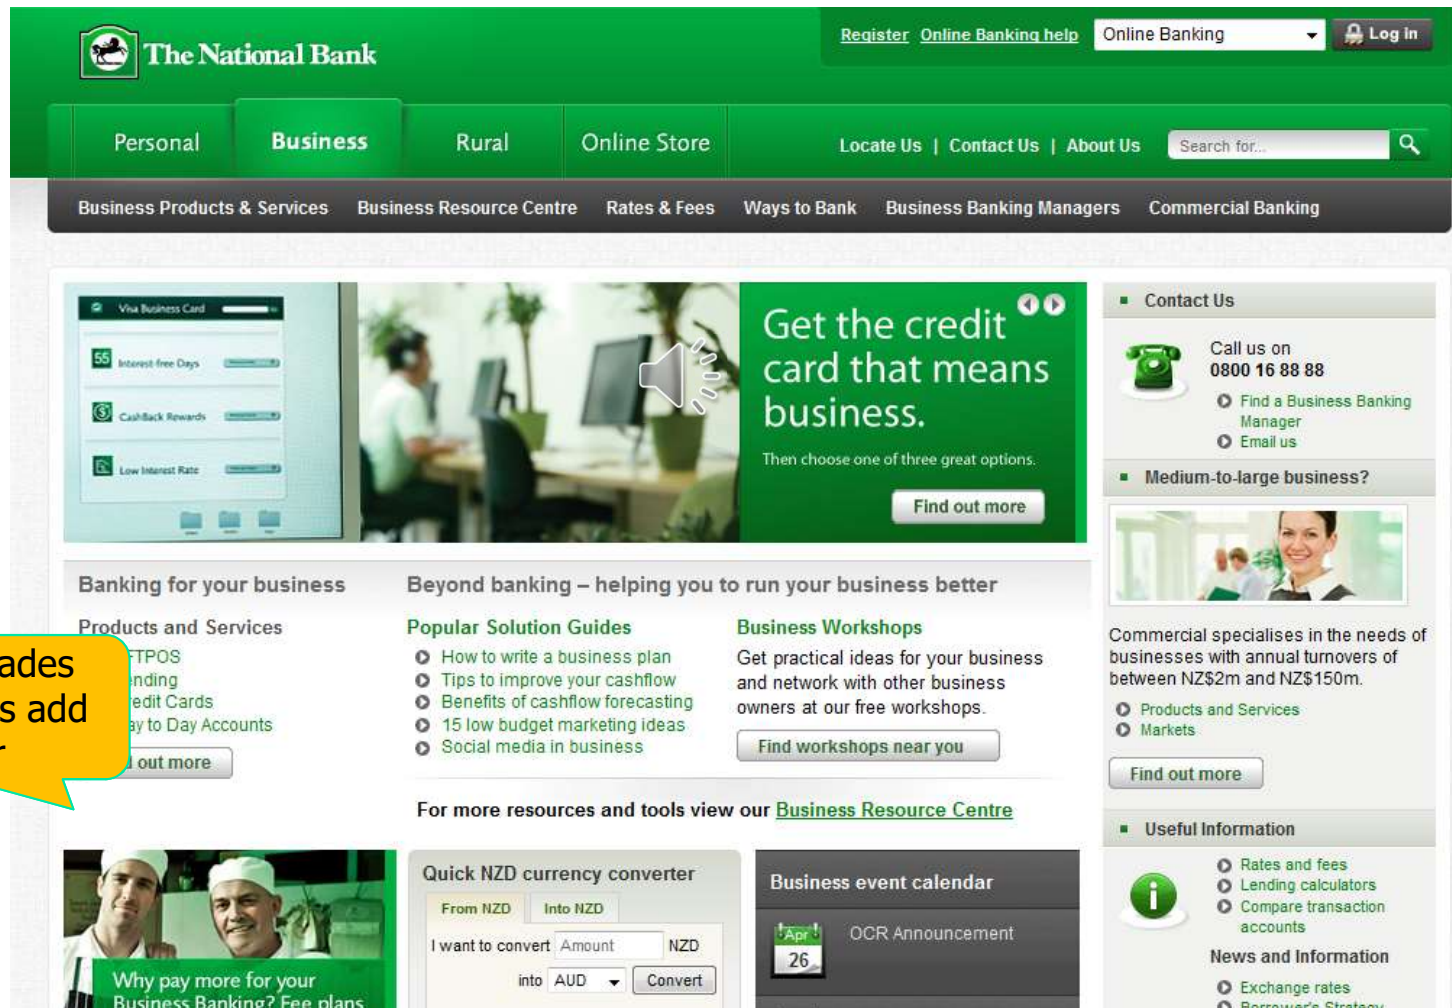 The National Bank
Register Online Banking help Online Banking Log in
Personal Business Rural Online Store
Locate Us | Contact Us | About Us Search for...
Business Products & Services Business Resource Centre Rates & Fees Ways to Bank Business Banking Managers Commercial Banking
Visa Business Card
55 Interest-free Days
CashBack Rewards
Low Interest Rate
Get the credit
card that means
business.
Then choose one of three great options.
Find out more
Contact Us
Call us on
0800 16 88 88
Find a Business Banking
Manager
Email us
Medium-to-large business?
Commercial specialises in the needs of
businesses with annual turnovers of
between NZ$2m and NZ$150m.
Products and Services
Markets
Find out more
Banking for your business
Products and Services
to Day Accounts
out more
add
Beyond banking – helping you to run your business better
Popular Solution Guides
How to write a business plan
Tips to improve your cashflow
Benefits of cashflow forecasting
15 low budget marketing ideas
Social media in business
Business Workshops
Get practical ideas for your business
and network with other business
owners at our free workshops.
Find workshops near you
For more resources and tools view our Business Resource Centre
Why pay more for your
Business Banking? Fee plans
Quick NZD currency converter
From NZD Into NZD
I want to convert Amount NZD
into AUD Convert
Business event calendar
Apr
26
OCR Announcement
Useful Information
Rates and fees
Lending calculators
Compare transaction
accounts
News and Information
Exchange rates
Borrower's Strategy